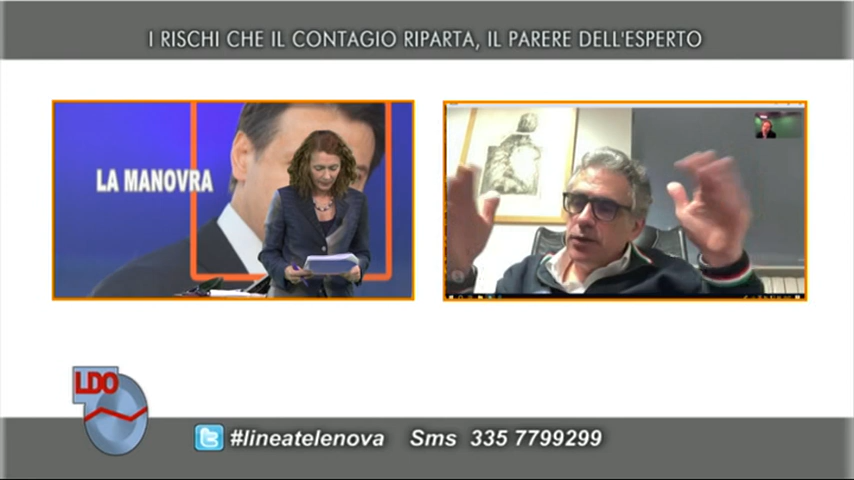 I RISCHI CHE IL CONTAGIO RIPARTA, IL PARERE DELL'ESPERTO
LA MANOVRA
LDO
#lineatelenova Sms 335 7799299